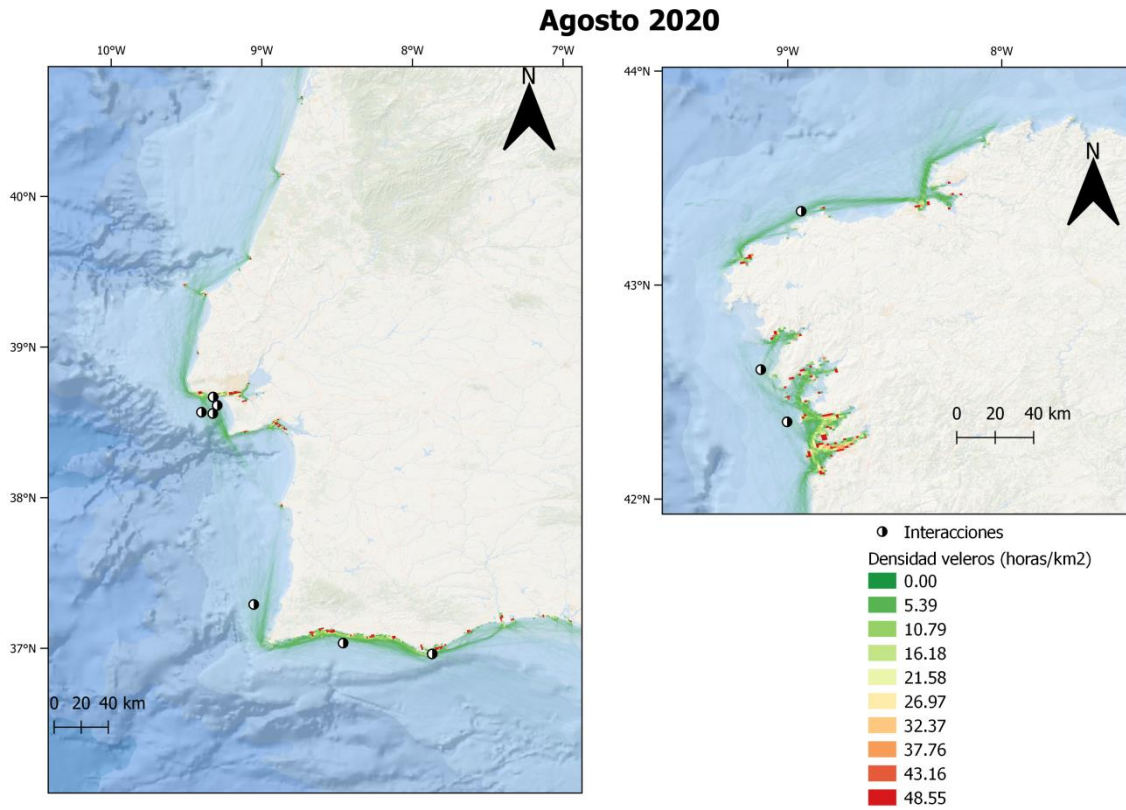 Agosto 2020
10°W 9°W 8°W 7°W
40°N
39°N
38°N
37°N
N
0 20 40 km
9°W 8°W
44°N
43°N
42°N
N
0 20 40 km
Interacciones
Densidad veleros (horas/km2)
0.00
5.39
10.79
16.18
21.58
26.97
32.37
37.76
43.16
48.55